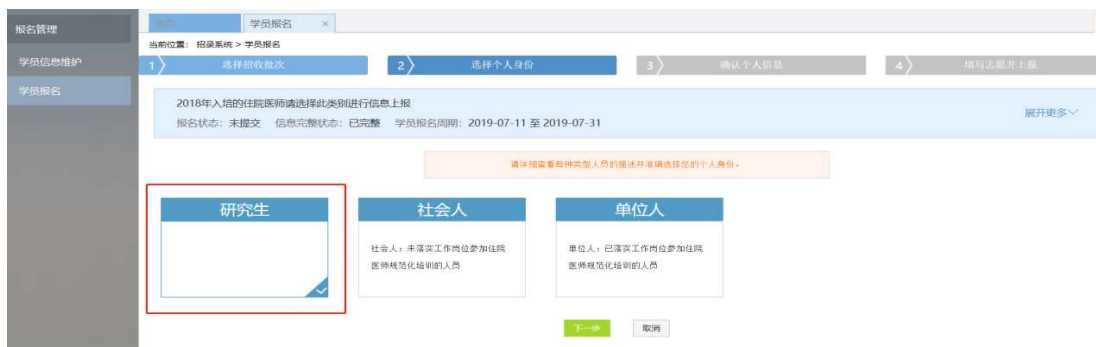 报名管理
学员信息维护
学员报名
首页
学员报名 ×
当前位置： 招录系统 > 学员报名
1 选择招收批次
2 选择个人身份
3 确认个人信息
4 填写志愿并上报
2018年入培的住院医师请选择此类别进行信息上报
报名状态：未提交 信息完整状态：已完整 学员报名周期：2019-07-11 至 2019-07-31
展开更多
请详细查看每种类型人员的描述并准确选择您的个人身份。
研究生
社会人
社会人：未落实工作岗位参加住院
医师规范化培训的人员
单位人
单位人：已落实工作岗位参加住院
医师规范化培训的人员
下一步
取消